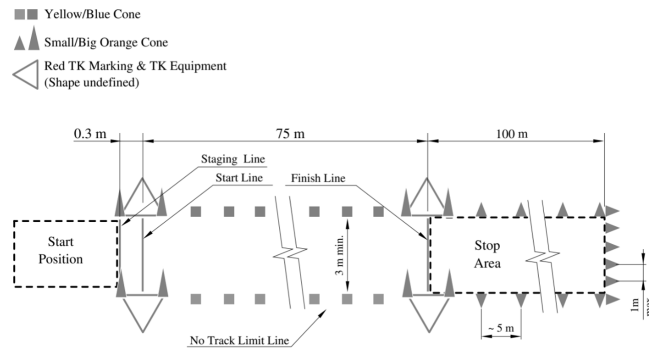 Yellow/Blue Cone
Small/Big Orange Cone
Red TK Marking & TK Equipment
(Shape undefined)
0.3 m
75 m
100 m
Staging Line
Start Line
Finish Line
Start
Position
3 m min.
Stop
Area
1m
max
~ 5 m
No Track Limit Line